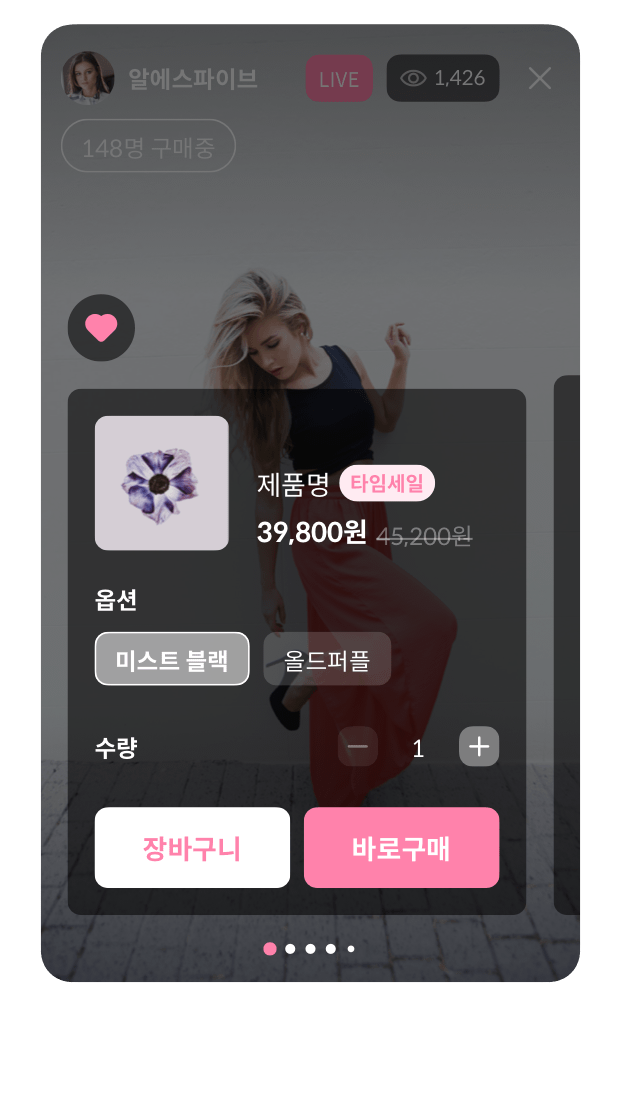 알에스파이브 LIVE 1,426
148명 구매중
제품명 타임세일
39,800원 45,200원
옵션
미스트 블랙 올드퍼플
수량 1
장바구니 바로구매